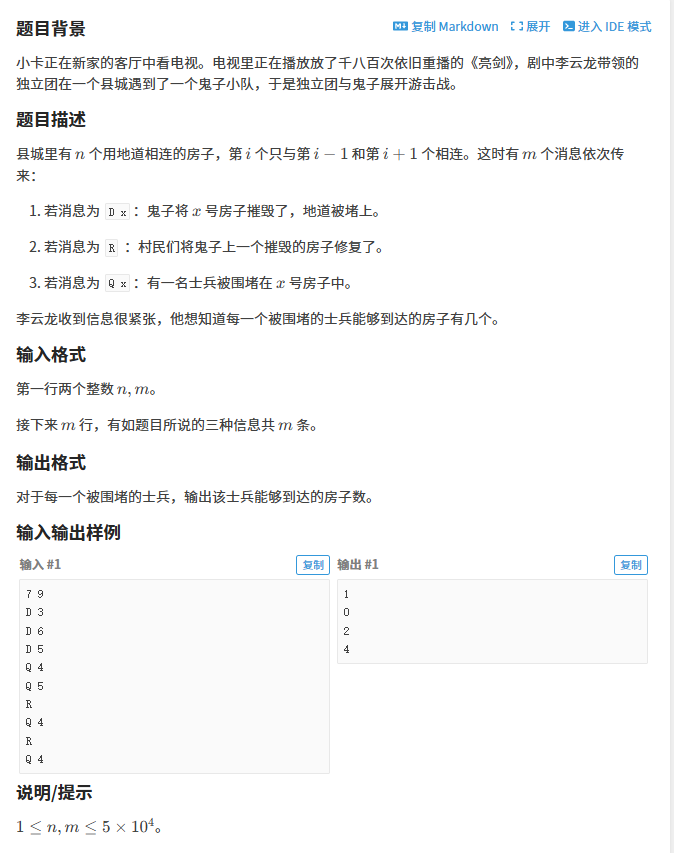 题目背景
复制 Markdown 展开 进入 IDE 模式
小卡正在新家的客厅中看电视。电视里正在播放放了千八百次依旧重播的《亮剑》，剧中李云龙带领的
独立团在一个县城遇到了一个鬼子小队，于是独立团与鬼子展开游击战。
题目描述
县城里有 n 个用地道相连的房子，第 i 个只与第 i − 1 和第 i + 1 个相连。这时有 m 个消息依次传
来：
1. 若消息为 D x ：鬼子将 x 号房子摧毁了，地道被堵上。
2. 若消息为 R ：村民们将鬼子上一个摧毁的房子修复了。
3. 若消息为 Q x ：有一名士兵被围堵在 x 号房子中。
李云龙收到信息很紧张，他想知道每一个被围堵的士兵能够到达的房子有几个。
输入格式
第一行两个整数 n, m。
接下来 m 行，有如题目所说的三种信息共 m 条。
输出格式
对于每一个被围堵的士兵，输出该士兵能够到达的房子数。
输入输出样例
输入 #1 复制
7 9
D 3
D 6
D 5
Q 4
Q 5
R
Q 4
R
Q 4
输出 #1 复制
1
0
2
4
说明/提示
1 ≤ n, m ≤ 5 × 10⁴。